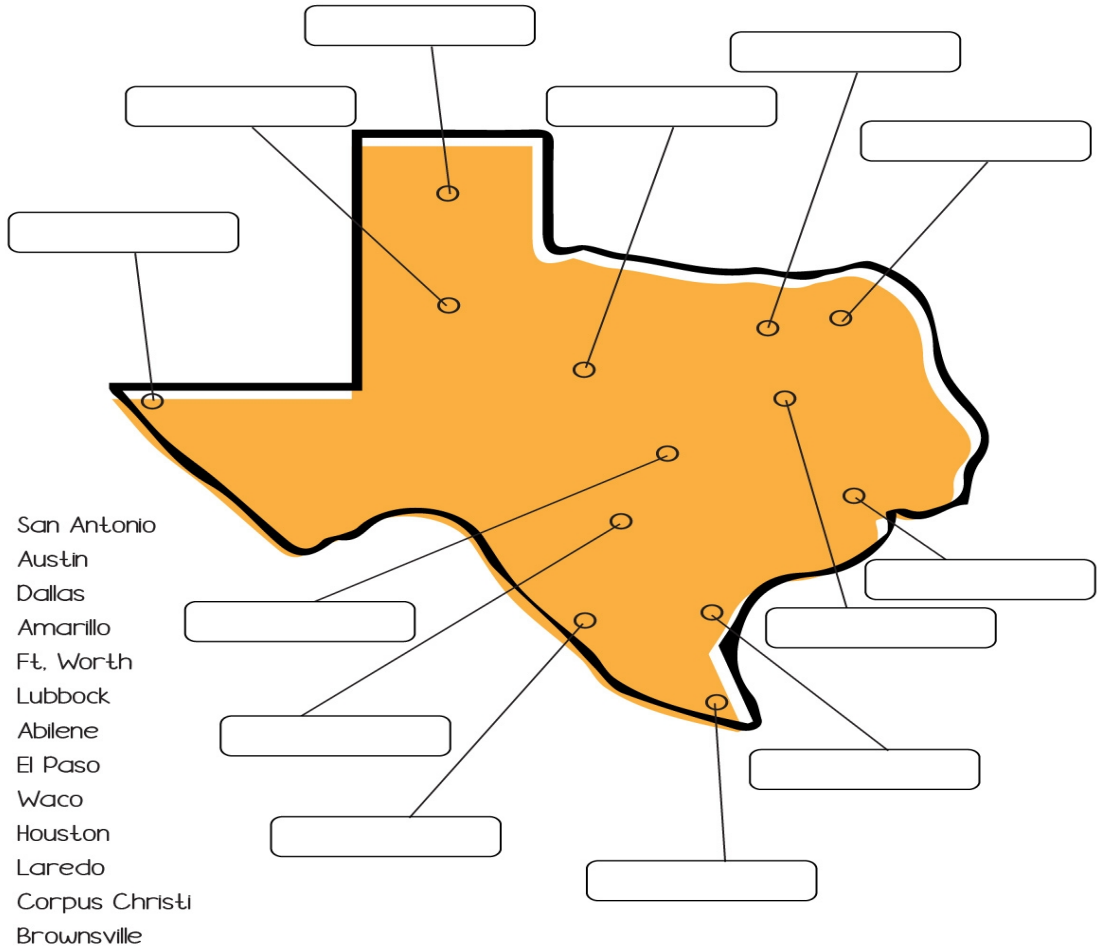 San Antonio
Austin
Dallas
Amarillo
Ft. Worth
Lubbock
Abilene
El Paso
Waco
Houston
Laredo
Corpus Christi
Brownsville